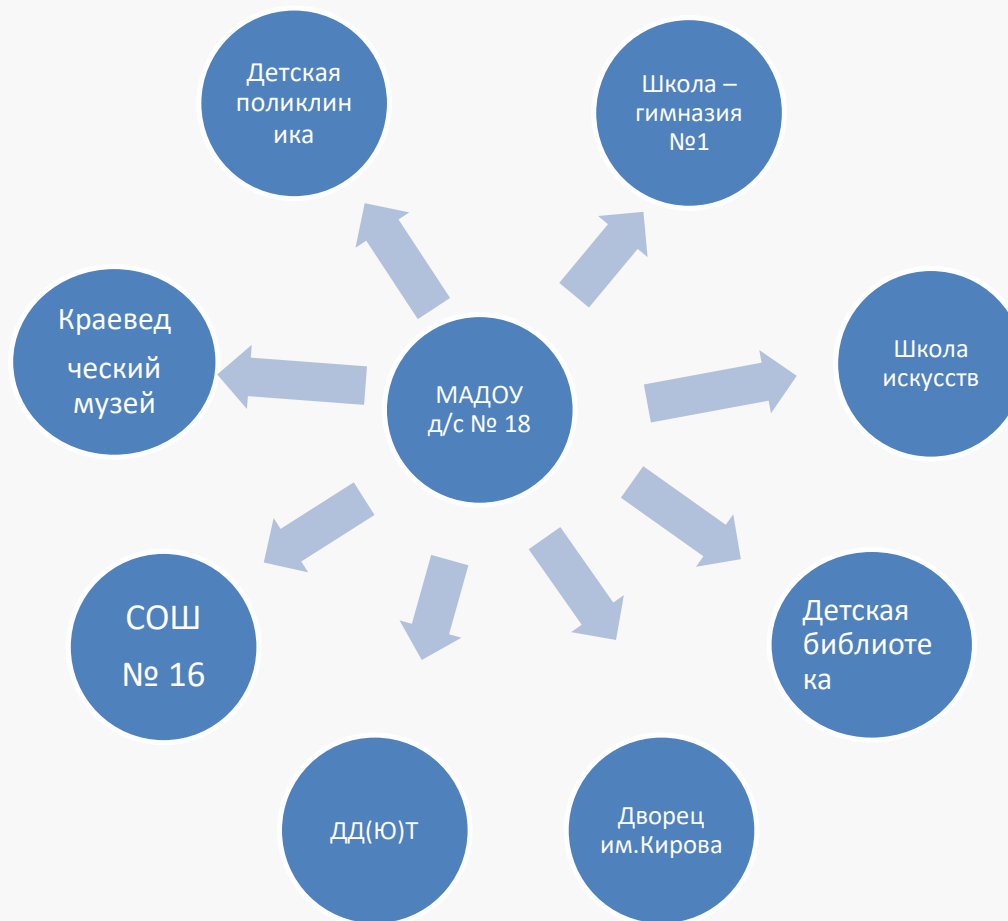 Детская
поликлин
ика
Школа –
гимназия
№1
Краевед
ческий
музей
МАДОУ
д/с № 18
Школа
искусств
СОШ
№ 16
Детская
библиоте
ка
ДД(Ю)Т
Дворец
им.Кирова